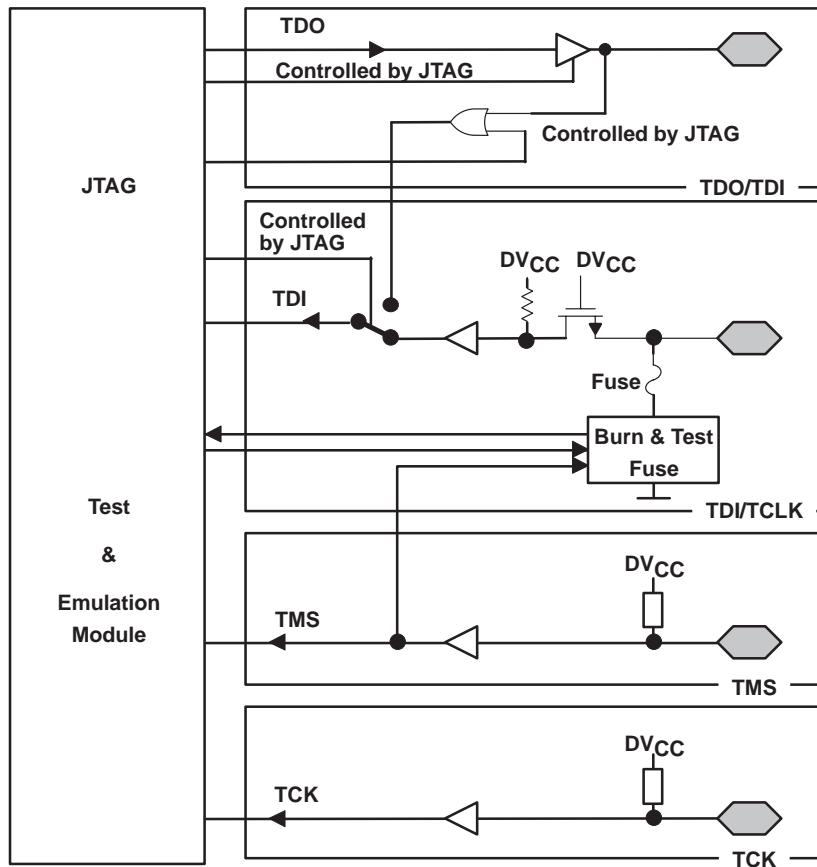 TDO
Controlled by JTAG
Controlled by JTAG
JTAG
TDO/TDI
Controlled
by JTAG
DVCC
DVCC
TDI
Fuse
Burn & Test
Fuse
Test
&
Emulation
Module
TDI/TCLK
DVCC
TMS
TMS
DVCC
TCK
TCK